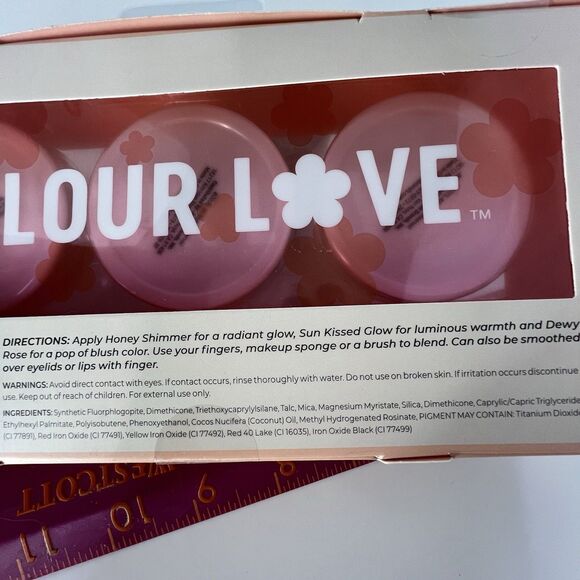 LOUR LOVE™
DIRECTIONS: Apply Honey Shimmer for a radiant glow, Sun Kissed Glow for luminous warmth and Dewy
Rose for a pop of blush color. Use your fingers, makeup sponge or a brush to blend. Can also be smoothed
over eyelids or lips with finger.
WARNINGS: Avoid direct contact with eyes. If contact occurs, rinse thoroughly with water. Do not use on broken skin. If irritation occurs discontinue
use. Keep out of reach of children. For external use only.
INGREDIENTS: Synthetic Fluorphlogopite, Dimethicone, Triethoxycaprylylsilane, Talc, Mica, Magnesium Myristate, Silica, Dimethicone, Caprylic/Capric Triglyceride
Ethylhexyl Palmitate, Polyisobutene, Phenoxyethanol, Cocos Nucifera (Coconut) Oil, Methyl Hydrogenated Rosinate, PIGMENT MAY CONTAIN: Titanium Dioxide
(CI 77891), Red Iron Oxide (CI 77491), Yellow Iron Oxide (CI 77492), Red 40 Lake (CI 16035), Iron Oxide Black (CI 77499)
WESTCOTT
11 10 9 8